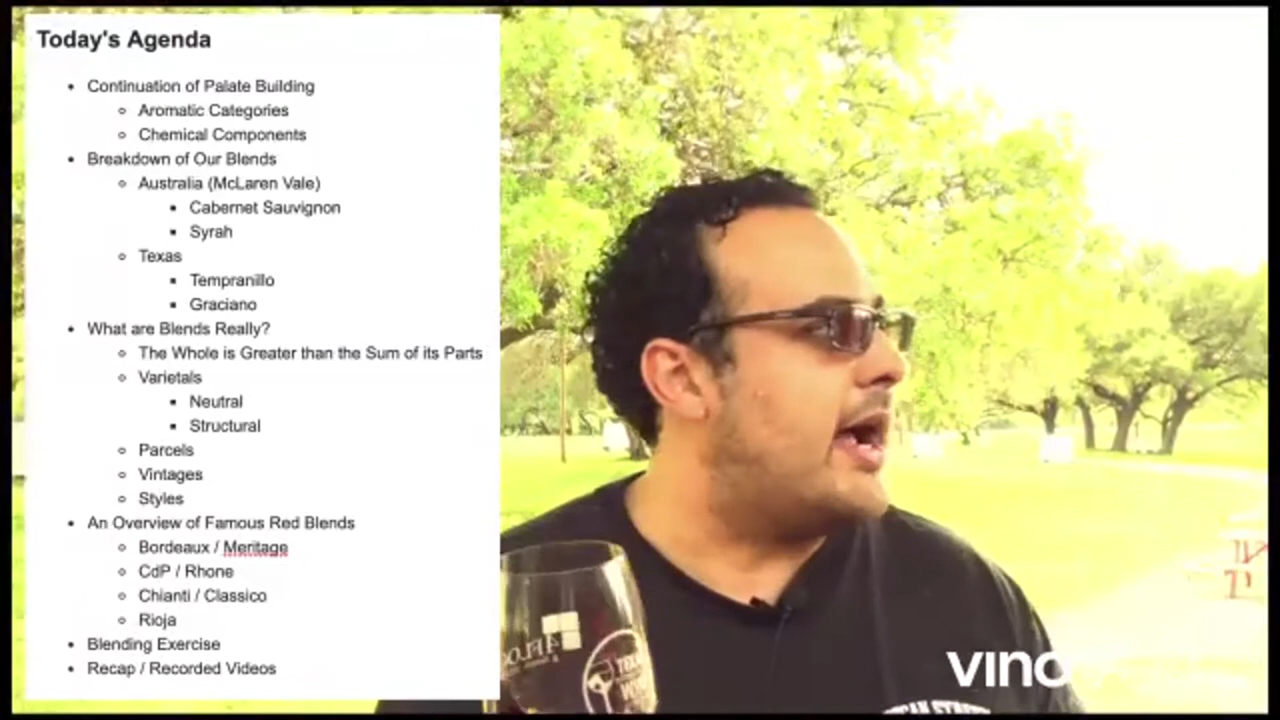 Today's Agenda
Continuation of Palate Building
Aromatic Categories
Chemical Components
Breakdown of Our Blends
Australia (McLaren Vale)
Cabernet Sauvignon
Syrah
Texas
Tempranillo
Graciano
What are Blends Really?
The Whole is Greater than the Sum of its Parts
Varietals
Neutral
Structural
Parcels
Vintages
Styles
An Overview of Famous Red Blends
Bordeaux / Meritage
CdP / Rhone
Chianti / Classico
Rioja
Blending Exercise
Recap / Recorded Videos